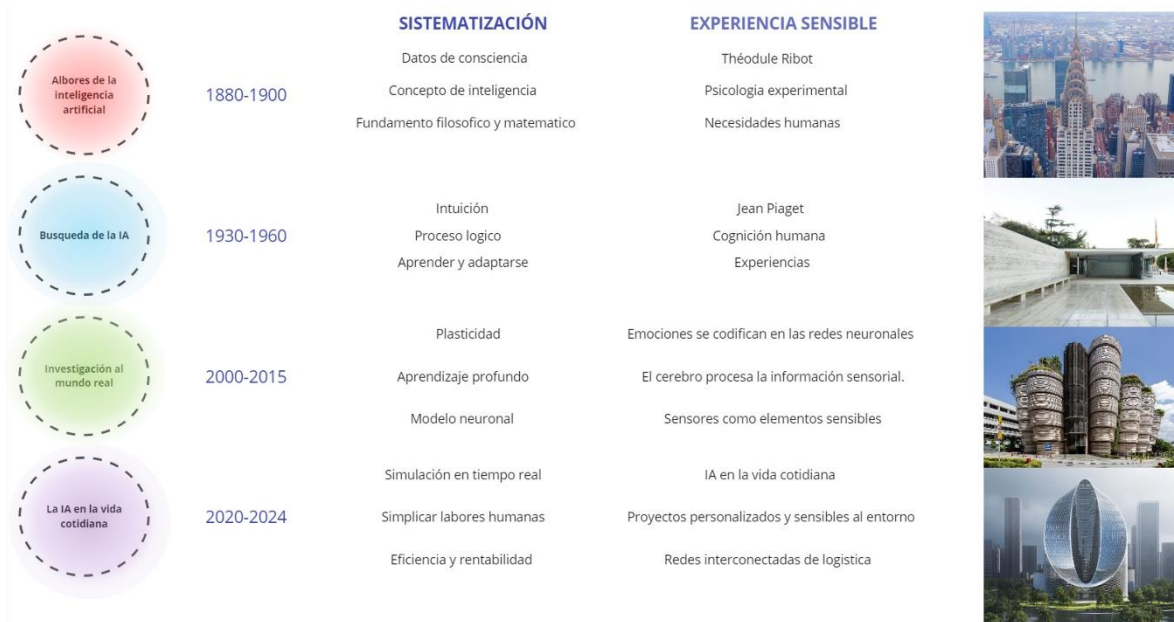 SISTEMATIZACIÓN
EXPERIENCIA SENSIBLE
Albores de la
inteligencia
artificial
1880-1900
Datos de consciencia
Théodule Ribot
Concepto de inteligencia
Psicologia experimental
Fundamento filosofico y matematico
Necesidades humanas
Busqueda de la IA
1930-1960
Intuición
Jean Piaget
Proceso logico
Cognición humana
Aprender y adaptarse
Experiencias
Investigación al
mundo real
2000-2015
Plasticidad
Emociones se codifican en las redes neuronales
Aprendizaje profundo
El cerebro procesa la información sensorial.
Modelo neuronal
Sensores como elementos sensibles
La IA en la vida
cotidiana
2020-2024
Simulación en tiempo real
IA en la vida cotidiana
Simplicar labores humanas
Proyectos personalizados y sensibles al entorno
Eficiencia y rentabilidad
Redes interconectadas de logistica